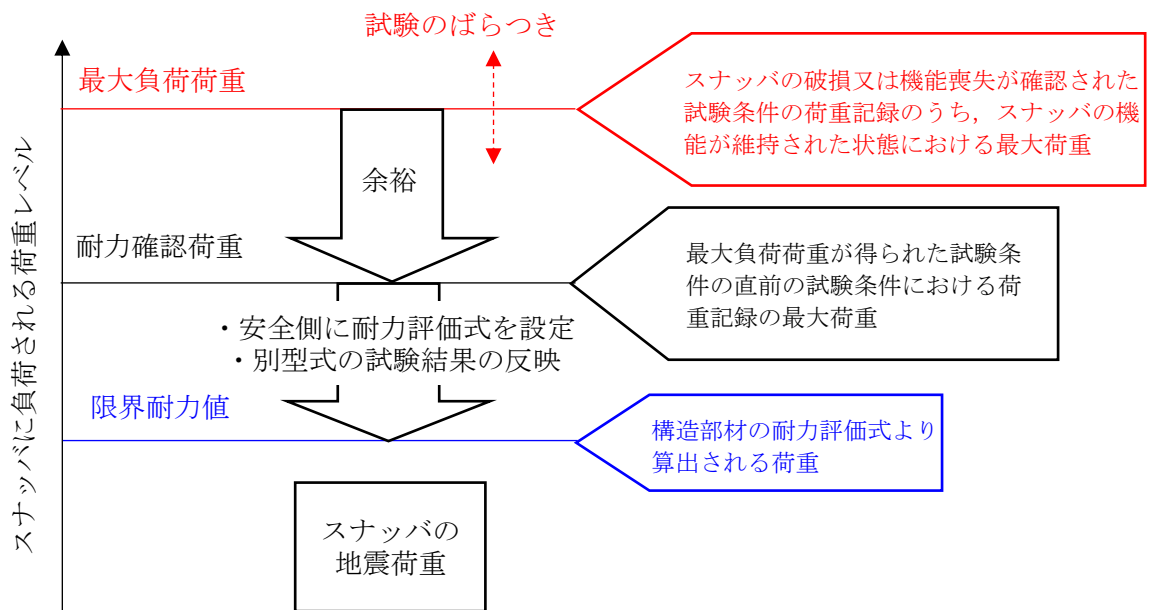 試験のばらつき
最大負荷荷重
スナッバの破損又は機能喪失が確認された
試験条件の荷重記録のうち，スナッバの機
能が維持された状態における最大荷重
余裕
耐力確認荷重
最大負荷荷重が得られた試験条
件の直前の試験条件における荷
重記録の最大荷重
・安全側に耐力評価式を設定
・別型式の試験結果の反映
限界耐力値
構造部材の耐力評価式より
算出される荷重
スナッバの
地震荷重
スナッバに負荷される荷重レベル